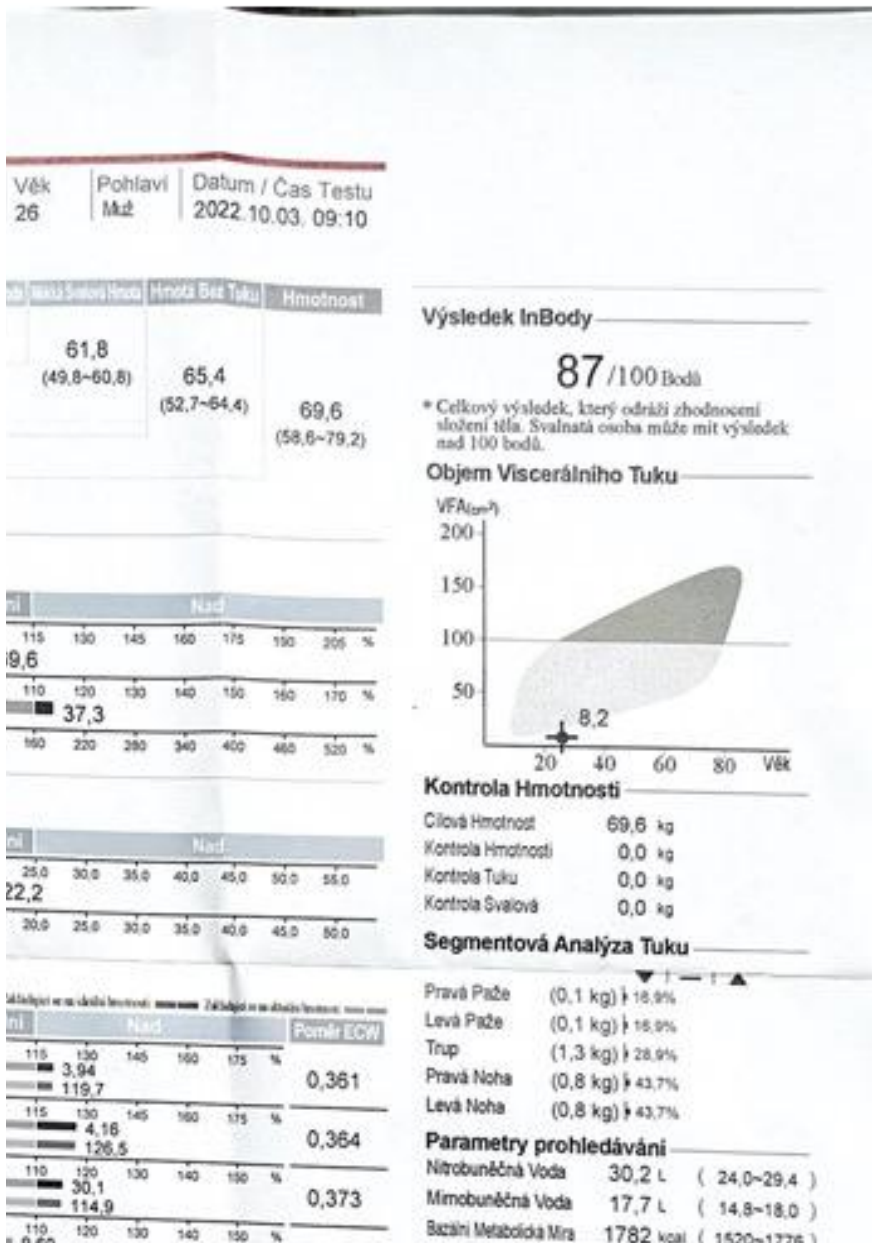 Věk Pohlaví Datum / Čas Testu
26 Muž 2022.10.03. 09:10
Hmota Bez Tuku Hmotnost
61,8
(49,8~60,8)
65,4
(52,7~64,4)
69,6
(58,6~79,2)
Nad
115 130 145 160 175 190 205 %
110 120 130 140 150 160 170 %
37,3
160 220 280 340 400 460 520 %
Nad
25,0 30,0 35,0 40,0 45,0 50,0 55,0
22,2
20,0 25,0 30,0 35,0 40,0 45,0 50,0
Nad Poměr ECW
115 130 145 160 175 %
3,94
119,7
0,361
115 130 145 160 175 %
4,16
126,5
0,364
110 120 130 140 150 %
30,1
114,9
0,373
110 120 130 140 150 %
Výsledek InBody
87/100 Bodů
* Celkový výsledek, který odráží zhodnocení
složení těla. Svalnatá osoba může mít výsledek
nad 100 bodů.
Objem Viscerálního Tuku
VFA(cm²)
200
150
100
50
8,2
20 40 60 80 Věk
Kontrola Hmotnosti
Cílová Hmotnost 69,6 kg
Kontrola Hmotnosti 0,0 kg
Kontrola Tuku 0,0 kg
Kontrola Svalová 0,0 kg
Segmentová Analýza Tuku
Pravá Paže (0,1 kg) 16,9%
Levá Paže (0,1 kg) 16,9%
Trup (1,3 kg) 28,9%
Pravá Noha (0,8 kg) 43,7%
Levá Noha (0,8 kg) 43,7%
Parametry prohledávání
Nitrobuněčná Voda 30,2 L ( 24,0~29,4 )
Mimobuněčná Voda 17,7 L ( 14,8~18,0 )
Bazální Metabolická Míra 1782 kcal ( 1520~1776 )